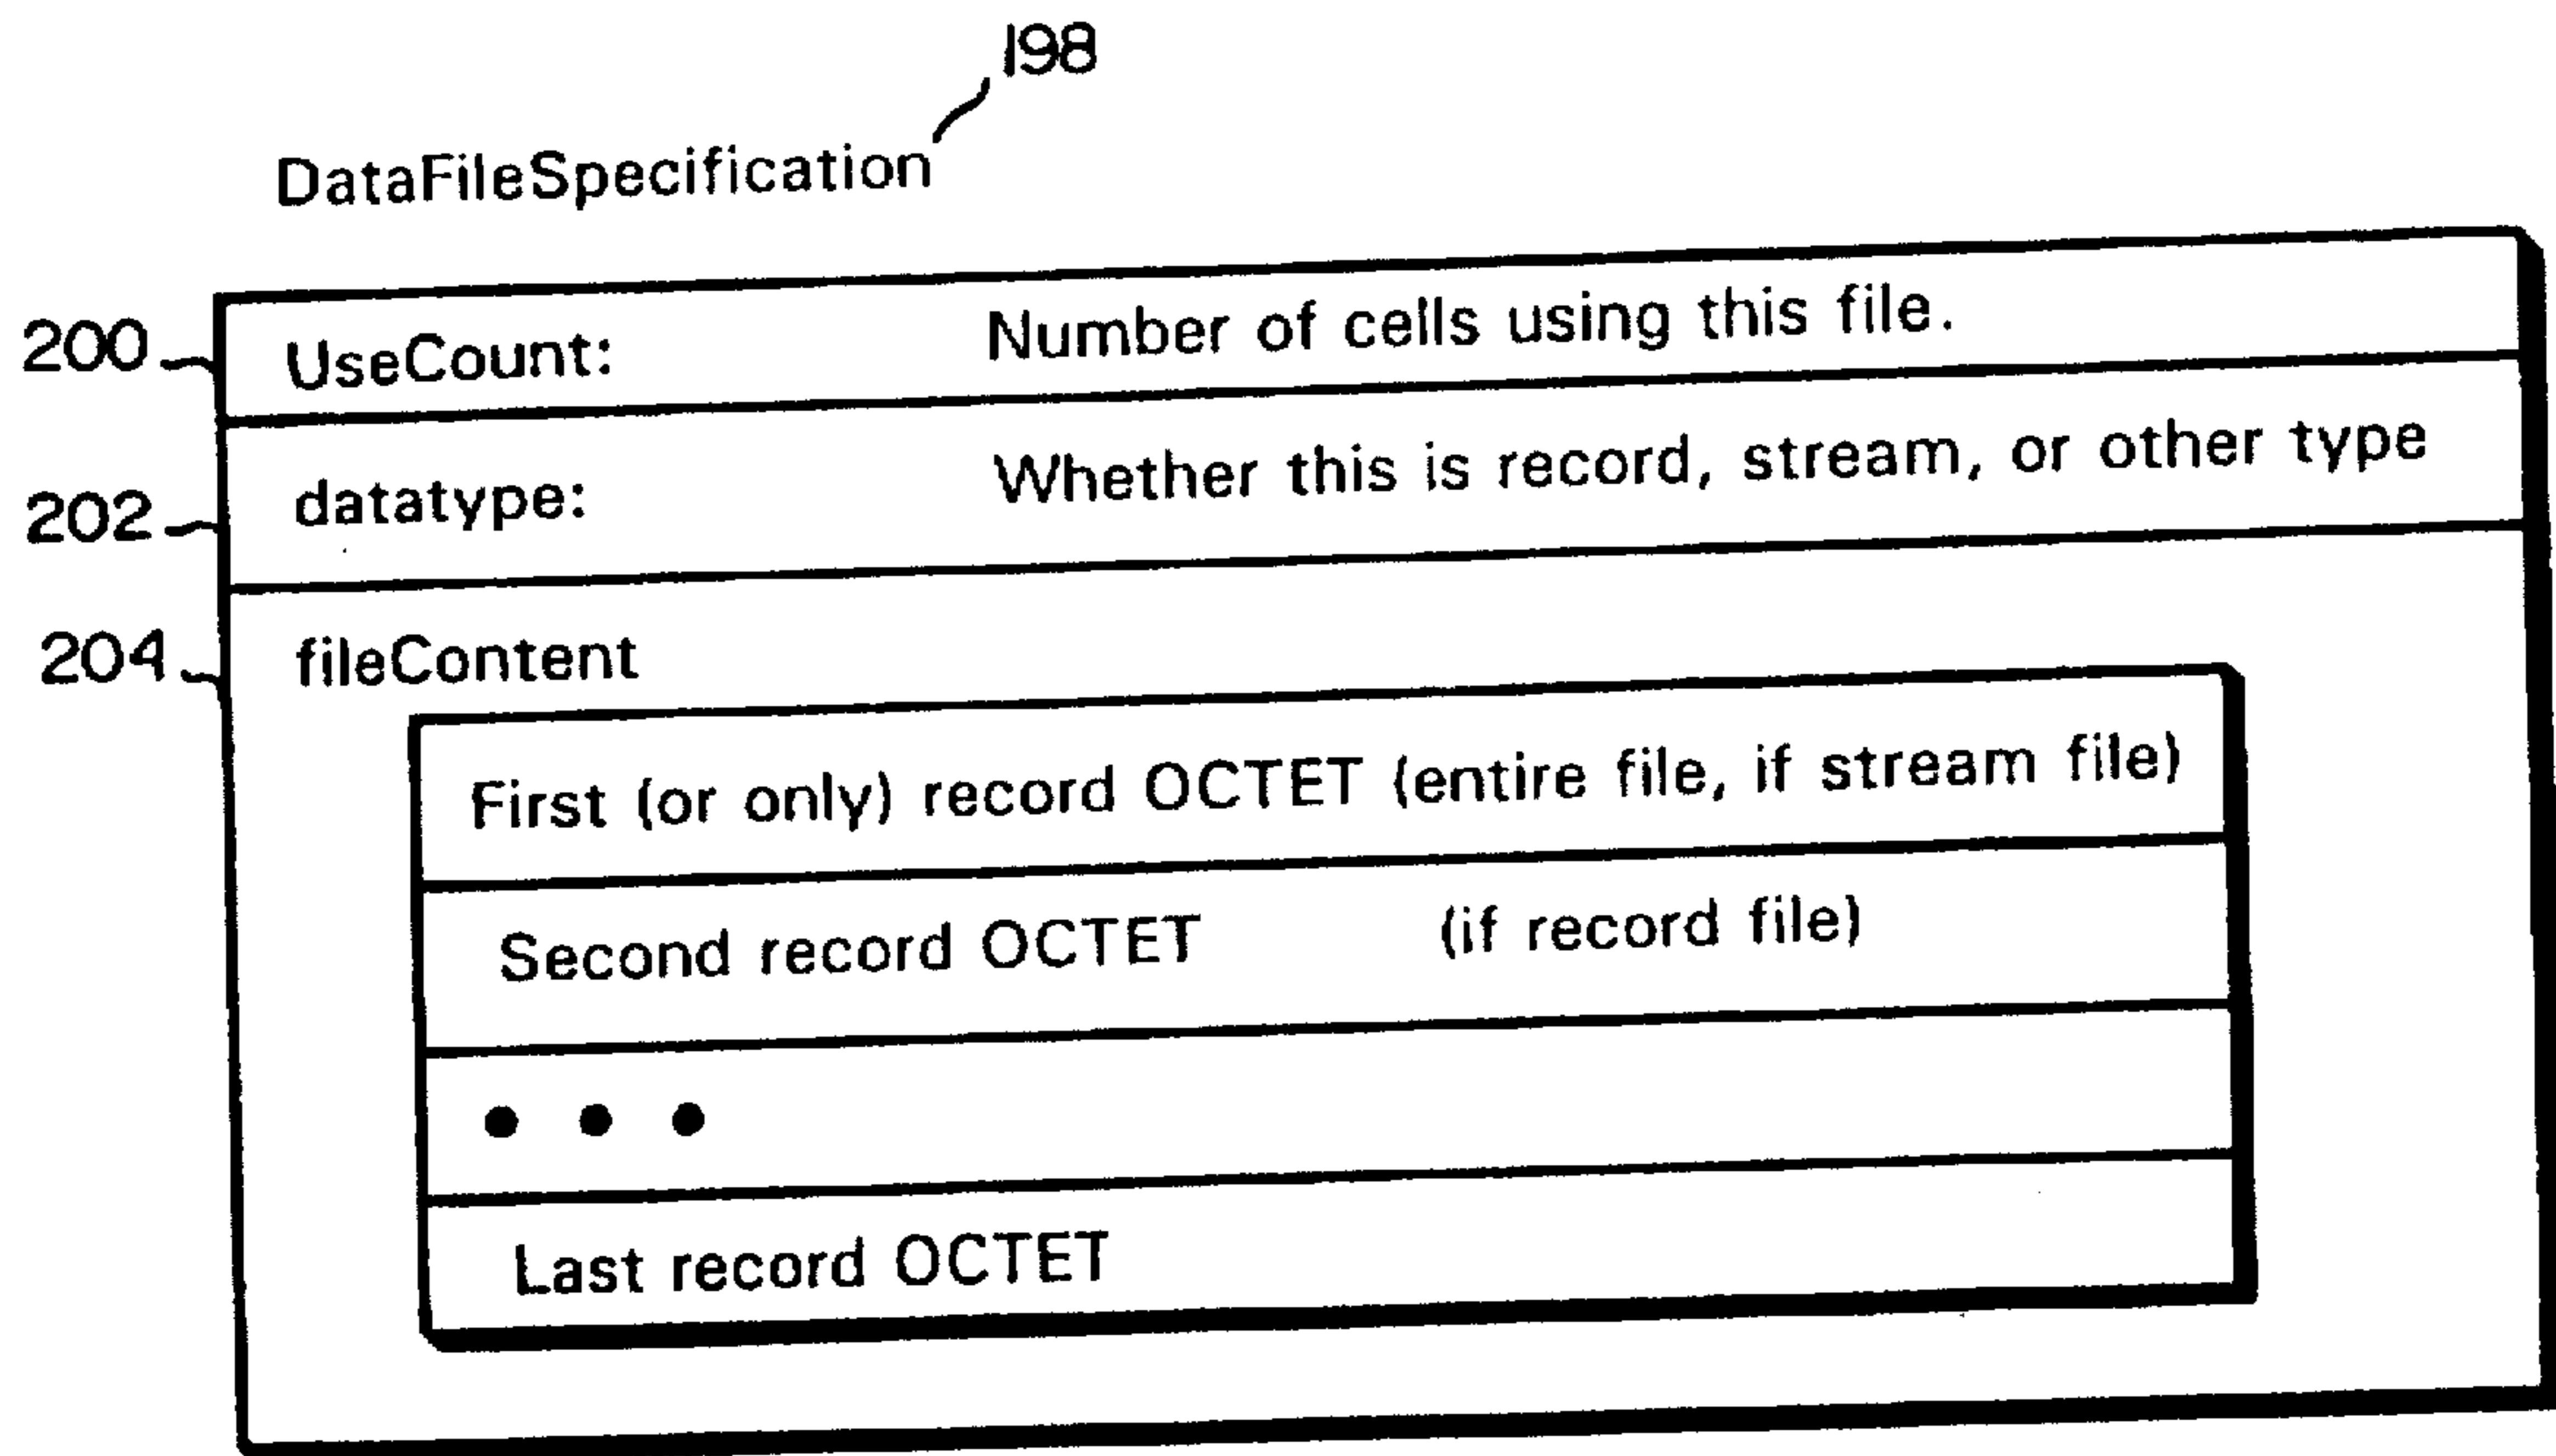 198
DataFileSpecification
200 UseCount: Number of cells using this file.
202 datatype: Whether this is record, stream, or other type
204 fileContent
First (or only) record OCTET (entire file, if stream file)
Second record OCTET (if record file)
• • •
Last record OCTET